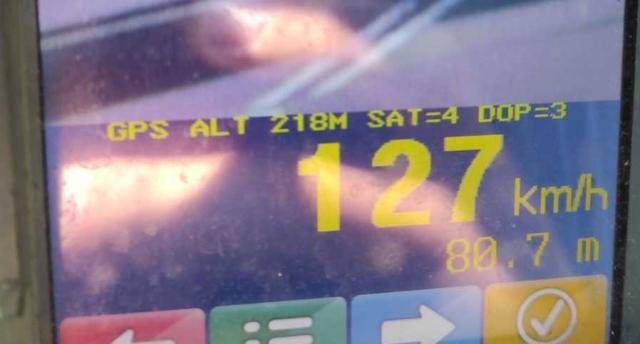 GPS ALT 218M SAT=4 DOP=3
127 km/h
80.7 m